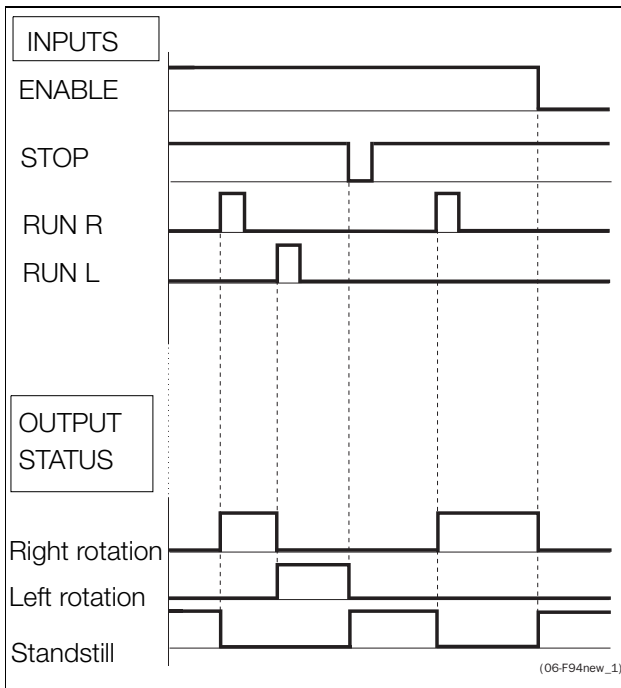 INPUTS
ENABLE
STOP
RUN R
RUN L
OUTPUT
STATUS
Right rotation
Left rotation
Standstill
(06-F94new_1)